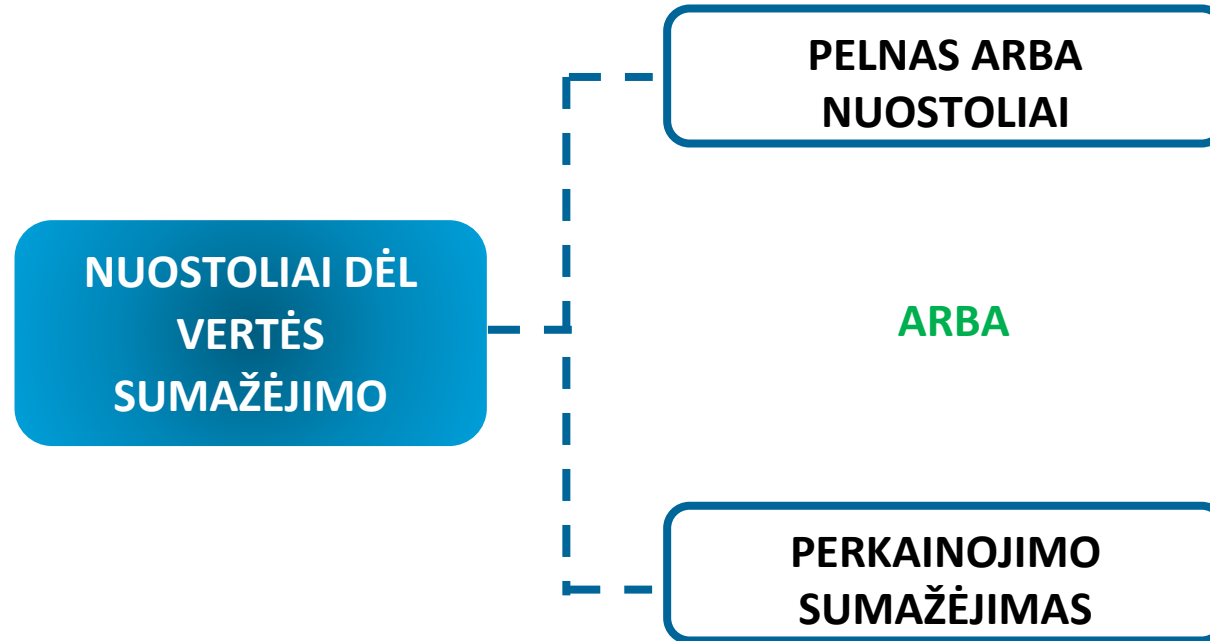 PELNAS ARBA
NUOSTOLIAI
NUOSTOLIAI DĖL
VERTĖS
SUMAŽĖJIMO
ARBA
PERKAINOJIMO
SUMAŽĖJIMAS